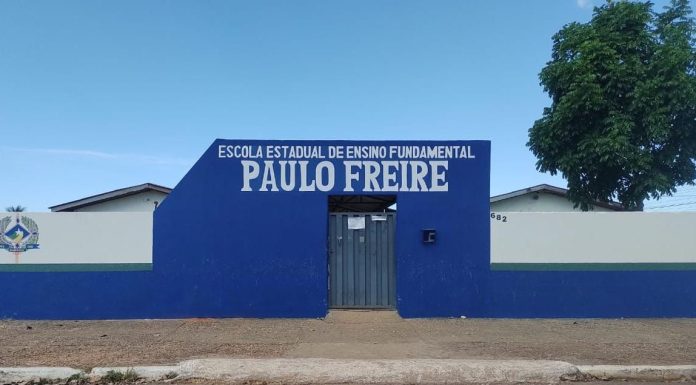 ESCOLA ESTADUAL DE ENSINO FUNDAMENTAL
PAULO FREIRE
682